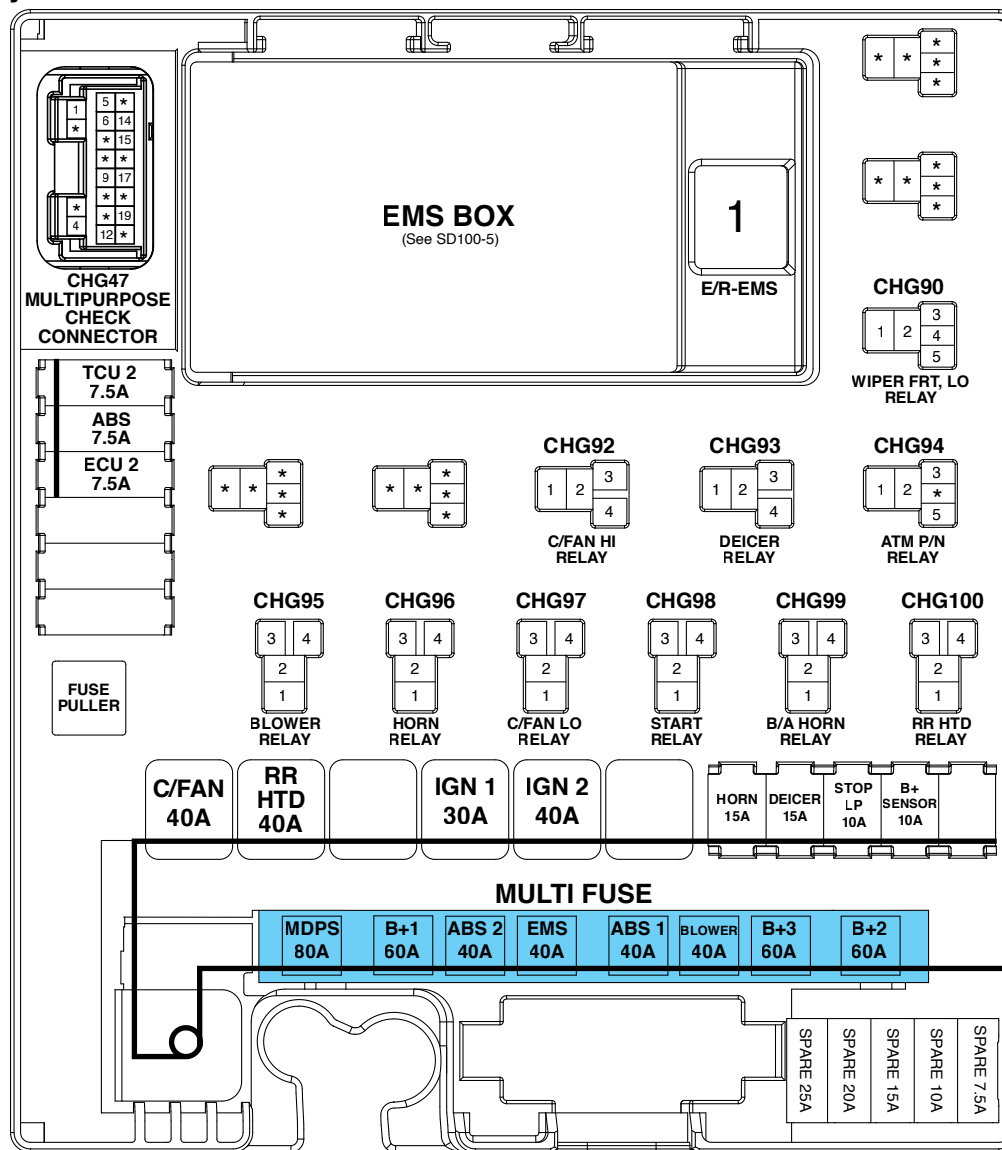 * * *
*
*
1 5 *
* 6 14
* 15
* *
9 17
* *
* * 19
4 12 *
CHG47
MULTIPURPOSE
CHECK
CONNECTOR
EMS BOX
(See SD100-5)
1
E/R-EMS
* * *
*
*
CHG90
1 2 3
4
5
WIPER FRT, LO
RELAY
TCU 2
7.5A
ABS
7.5A
ECU 2
7.5A
* * *
*
*
* * *
*
*
CHG92
1 2 3
4
C/FAN HI
RELAY
CHG93
1 2 3
4
DEICER
RELAY
CHG94
1 2 3
*
5
ATM P/N
RELAY
CHG95
3 4
2
1
BLOWER
RELAY
CHG96
3 4
2
1
HORN
RELAY
CHG97
3 4
2
1
C/FAN LO
RELAY
CHG98
3 4
2
1
START
RELAY
CHG99
3 4
2
1
B/A HORN
RELAY
CHG100
3 4
2
1
RR HTD
RELAY
FUSE
PULLER
C/FAN
40A
RR
HTD
40A
IGN 1
30A
IGN 2
40A
HORN
15A
DEICER
15A
STOP
LP
10A
B+
SENSOR
10A
MULTI FUSE
MDPS
80A
B+1
60A
ABS 2
40A
EMS
40A
ABS 1
40A
BLOWER
40A
B+3
60A
B+2
60A
SPARE 25A
SPARE 20A
SPARE 15A
SPARE 10A
SPARE 7.5A